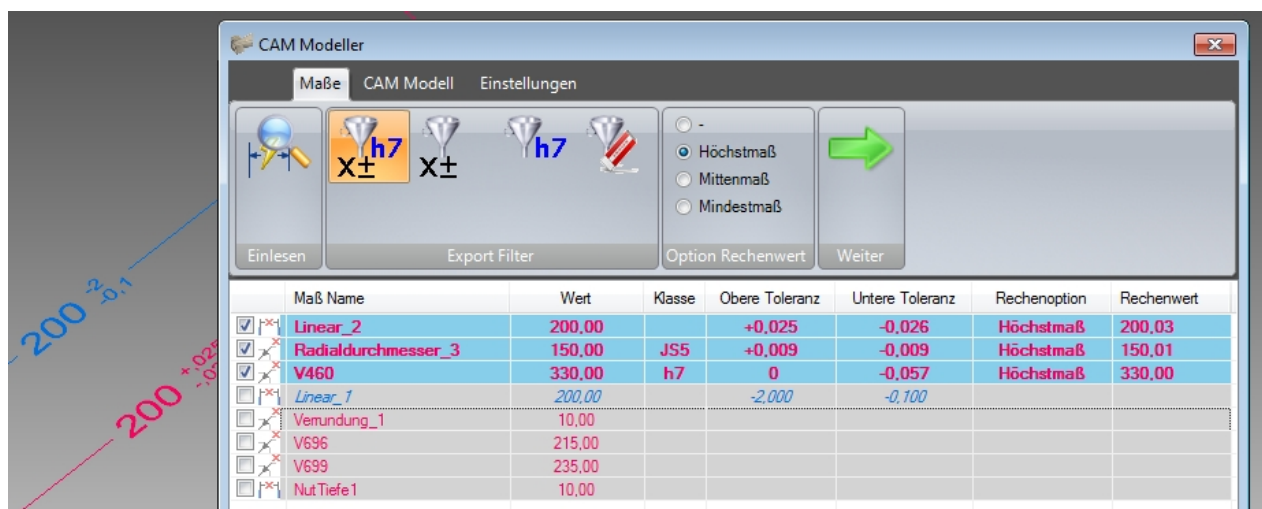 CAM Modeller
Maße CAM Modell Einstellungen
X± h7 X± h7
-
Höchstmaß
Mittenmaß
Mindestmaß
Einlesen Export Filter Option Rechenwert Weiter
Maß Name Wert Klasse Obere Toleranz Untere Toleranz Rechenoption Rechenwert
Linear_2 200,00 +0,025 -0,026 Höchstmaß 200,03
Radialdurchmesser_3 150,00 JS5 +0,009 -0,009 Höchstmaß 150,01
V460 330,00 h7 0 -0,057 Höchstmaß 330,00
Linear_1 200,00 -2,000 -0,100
Verrundung_1 10,00
V696 215,00
V699 235,00
NutTiefe1 10,00
200 -2
-0,1
200